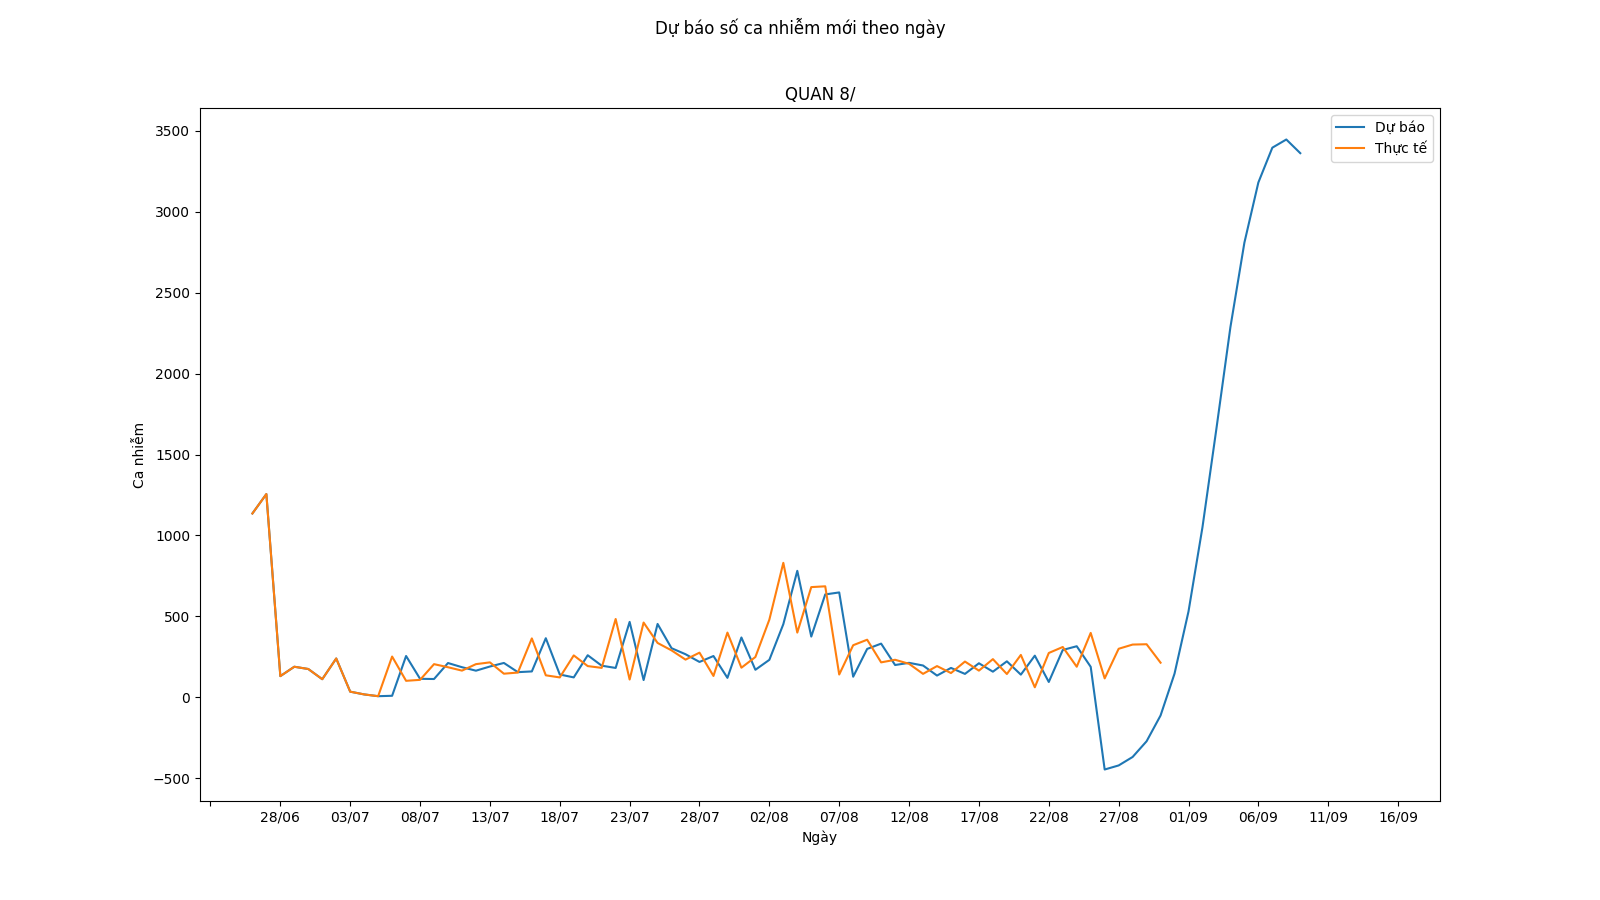 Dự báo số ca nhiễm mới theo ngày
QUAN 8/
Dự báo
Thực tế
3500
3000
2500
2000
1500
1000
500
0
−500
Ca nhiễm
28/06 03/07 08/07 13/07 18/07 23/07 28/07 02/08 07/08 12/08 17/08 22/08 27/08 01/09 06/09 11/09 16/09
Ngày